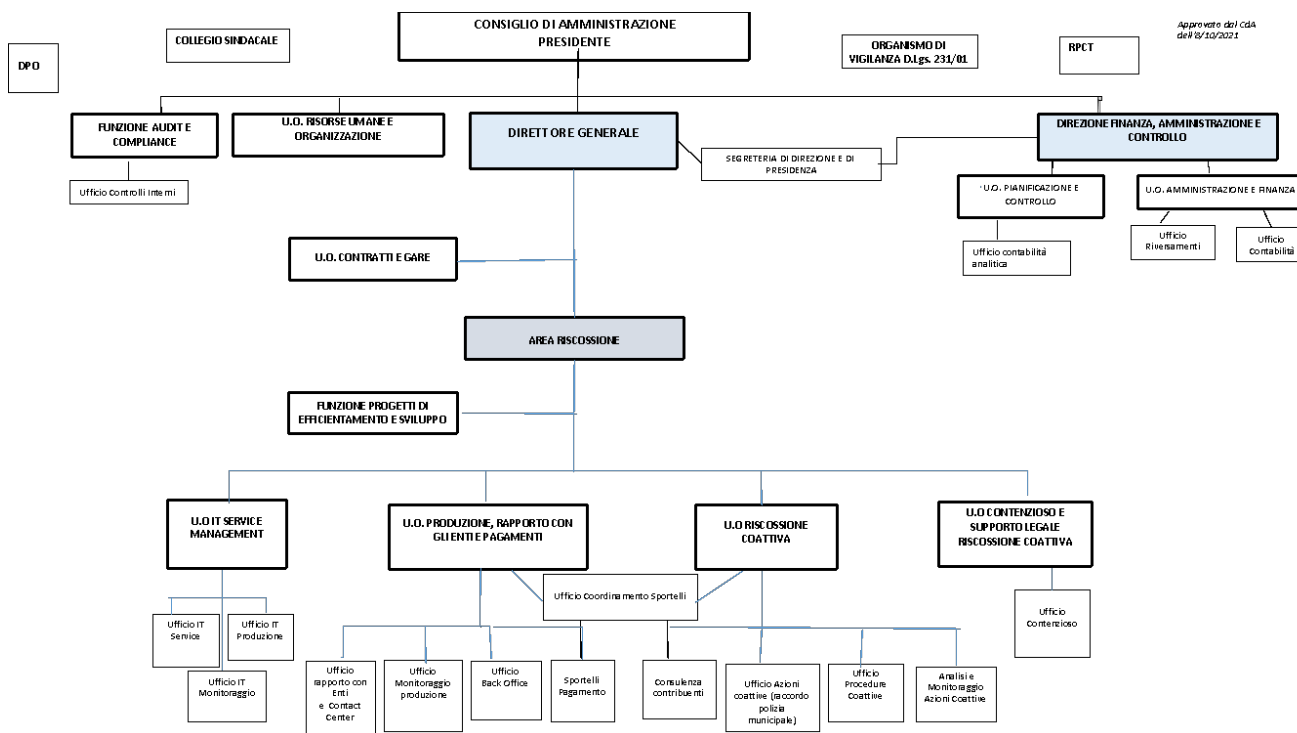 CONSIGLIO DI AMMINISTRAZIONE
PRESIDENTE
Approvato dal CdA
dell'8/10/2021
COLLEGIO SINDACALE
ORGANISMO DI
VIGILANZA D.Lgs. 231/01
RPCT
DPO
FUNZIONE AUDIT E
COMPLIANCE
U.O. RISORSE UMANE E
ORGANIZZAZIONE
DIRETTORE GENERALE
DIREZIONE FINANZA, AMMINISTRAZIONE E
CONTROLLO
SEGRETERIA DI DIREZIONE E DI
PRESIDENZA
Ufficio Controlli Interni
U.O. PIANIFICAZIONE E
CONTROLLO
U.O. AMMINISTRAZIONE E FINANZA
Ufficio contabilità
analitica
Ufficio
Riversamenti
Ufficio
Contabilità
U.O. CONTRATTI E GARE
AREA RISCOSSIONE
FUNZIONE PROGETTI DI
EFFICIENTAMENTO E SVILUPPO
U.O IT SERVICE
MANAGEMENT
U.O. PRODUZIONE, RAPPORTO CON
GLI ENTI E PAGAMENTI
U.O RISCOSSIONE
COATTIVA
U.O CONTENZIOSO E
SUPPORTO LEGALE
RISCOSSIONE COATTIVA
Ufficio Coordinamento Sportelli
Ufficio IT
Service
Ufficio IT
Produzione
Ufficio
Contenzioso
Ufficio IT
Monitoraggio
Ufficio
rapporto con
Enti
e Contact
Center
Ufficio
Monitoraggio
produzione
Ufficio
Back Office
Sportelli
Pagamento
Consulenza
contribuenti
Ufficio Azioni
coattive (raccordo
polizia
municipale)
Ufficio
Procedure
Coattive
Analisi e
Monitoraggio
Azioni Coattive